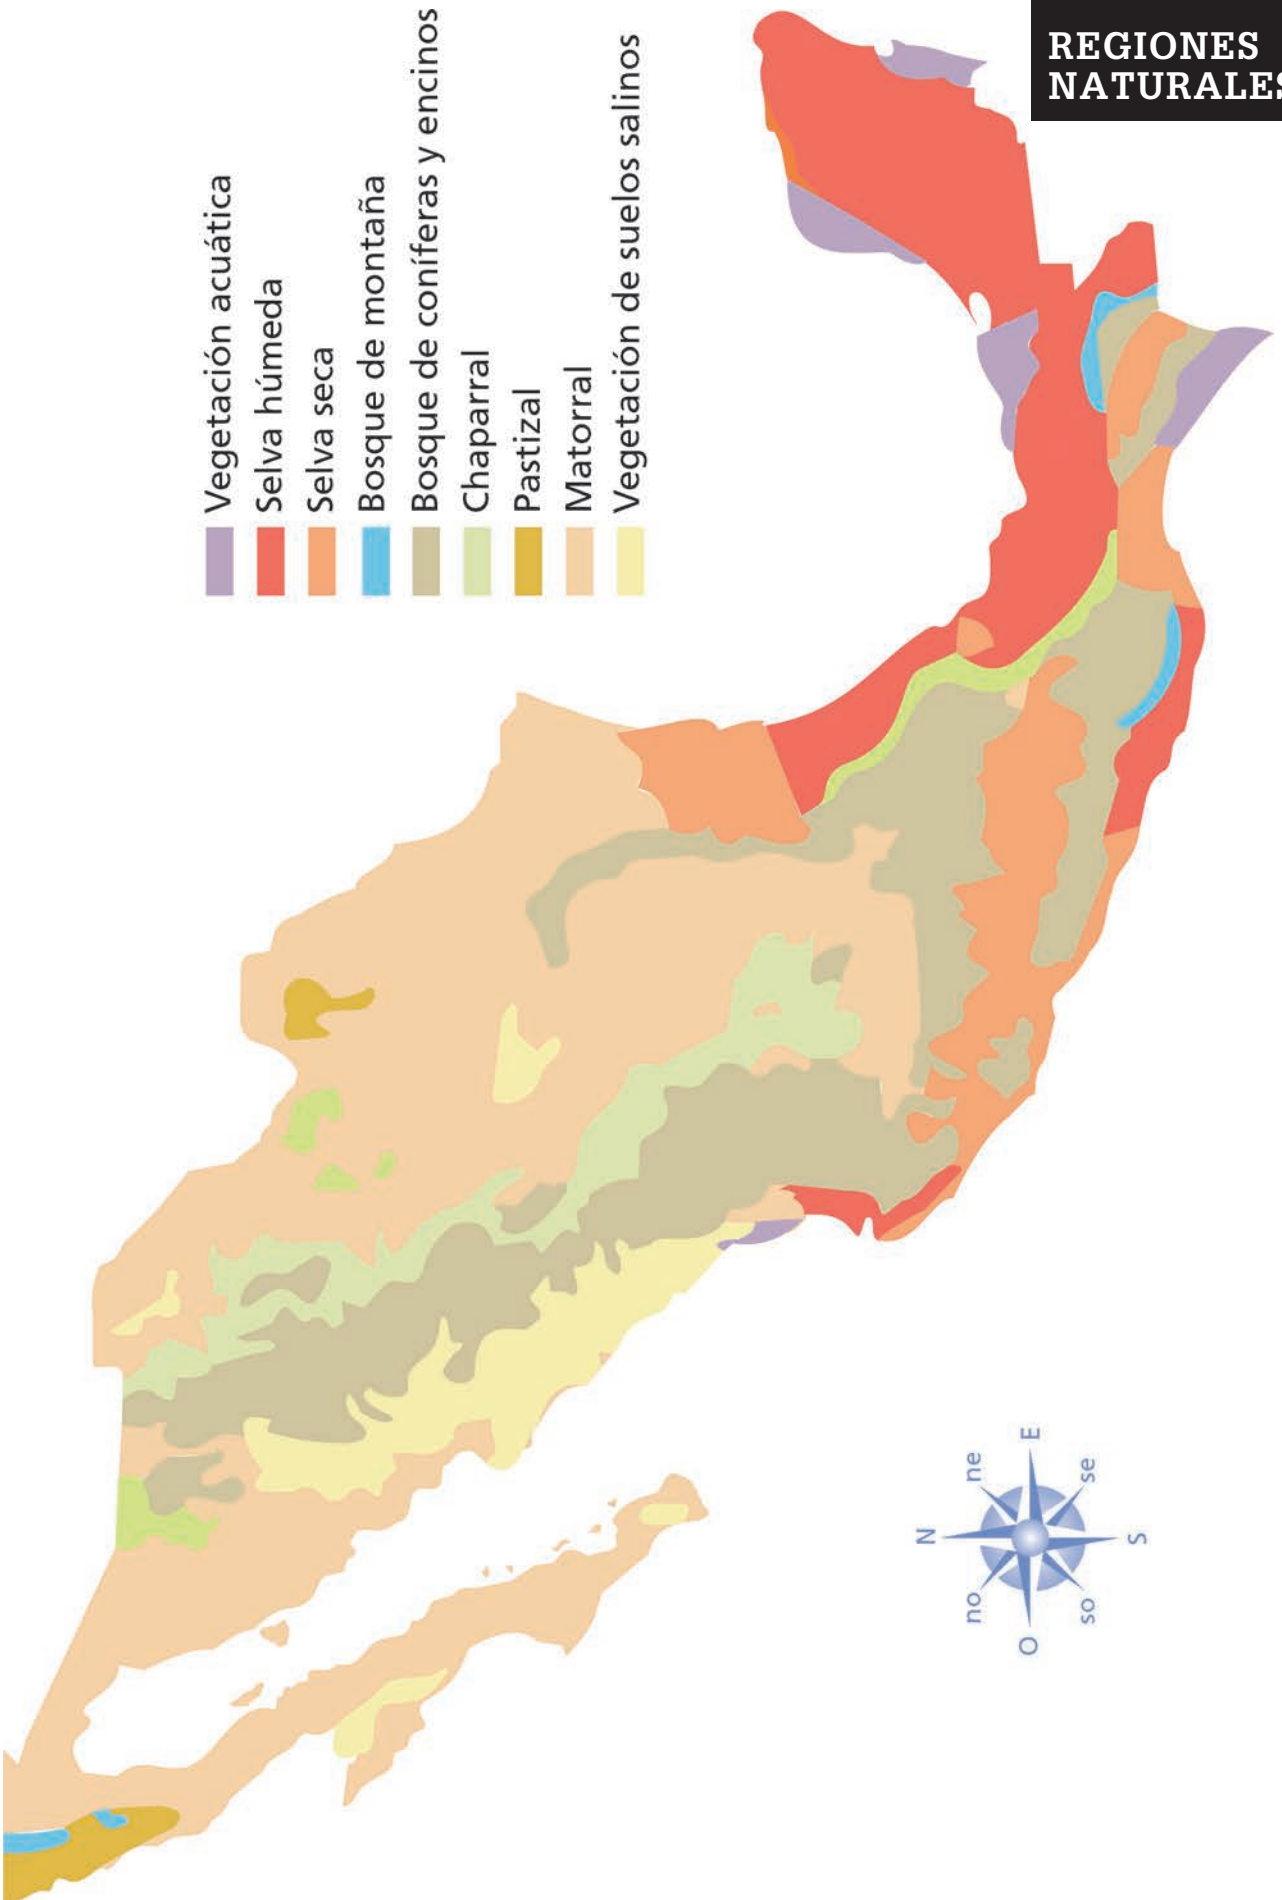 REGIONES
NATURALES
Vegetación acuática
Selva húmeda
Selva seca
Bosque de montaña
Bosque de coníferas y encinos
Chaparral
Pastizal
Matorral
Vegetación de suelos salinos
N
no
ne
O
E
so
se
S